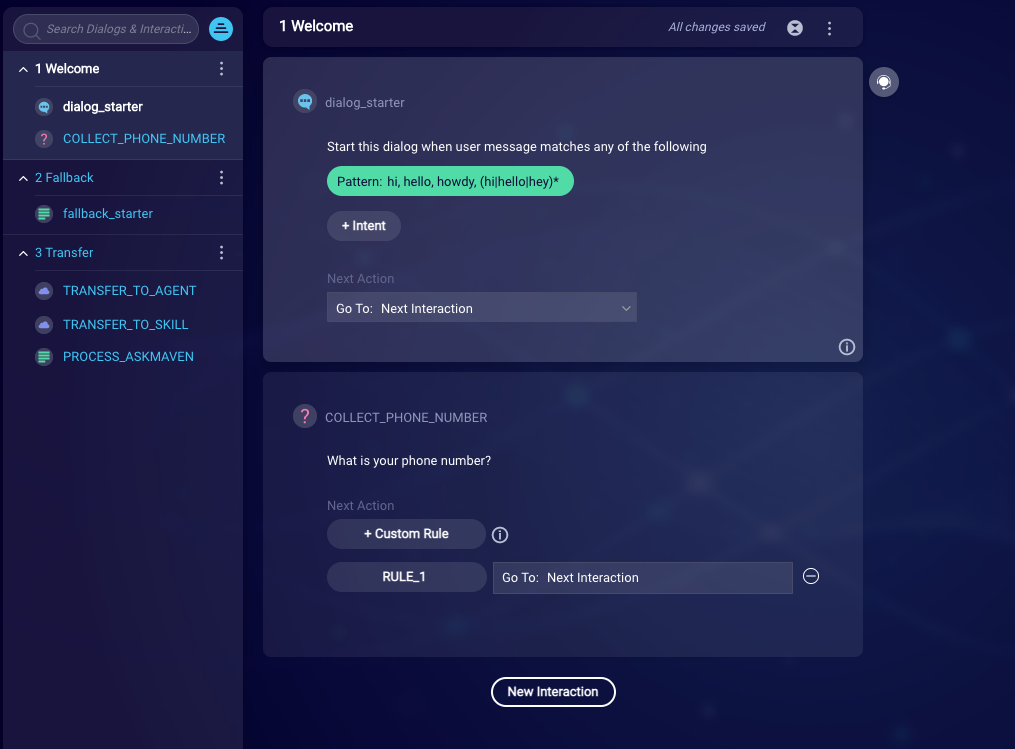 Search Dialogs & Interacti...
1 Welcome
dialog_starter
COLLECT_PHONE_NUMBER
2 Fallback
fallback_starter
3 Transfer
TRANSFER_TO_AGENT
TRANSFER_TO_SKILL
PROCESS_ASKMAVEN
1 Welcome
All changes saved
dialog_starter
Start this dialog when user message matches any of the following
Pattern: hi, hello, howdy, (hi|hello|hey)*
+ Intent
Next Action
Go To: Next Interaction
? COLLECT_PHONE_NUMBER
What is your phone number?
Next Action
+ Custom Rule
RULE_1
Go To: Next Interaction
New Interaction